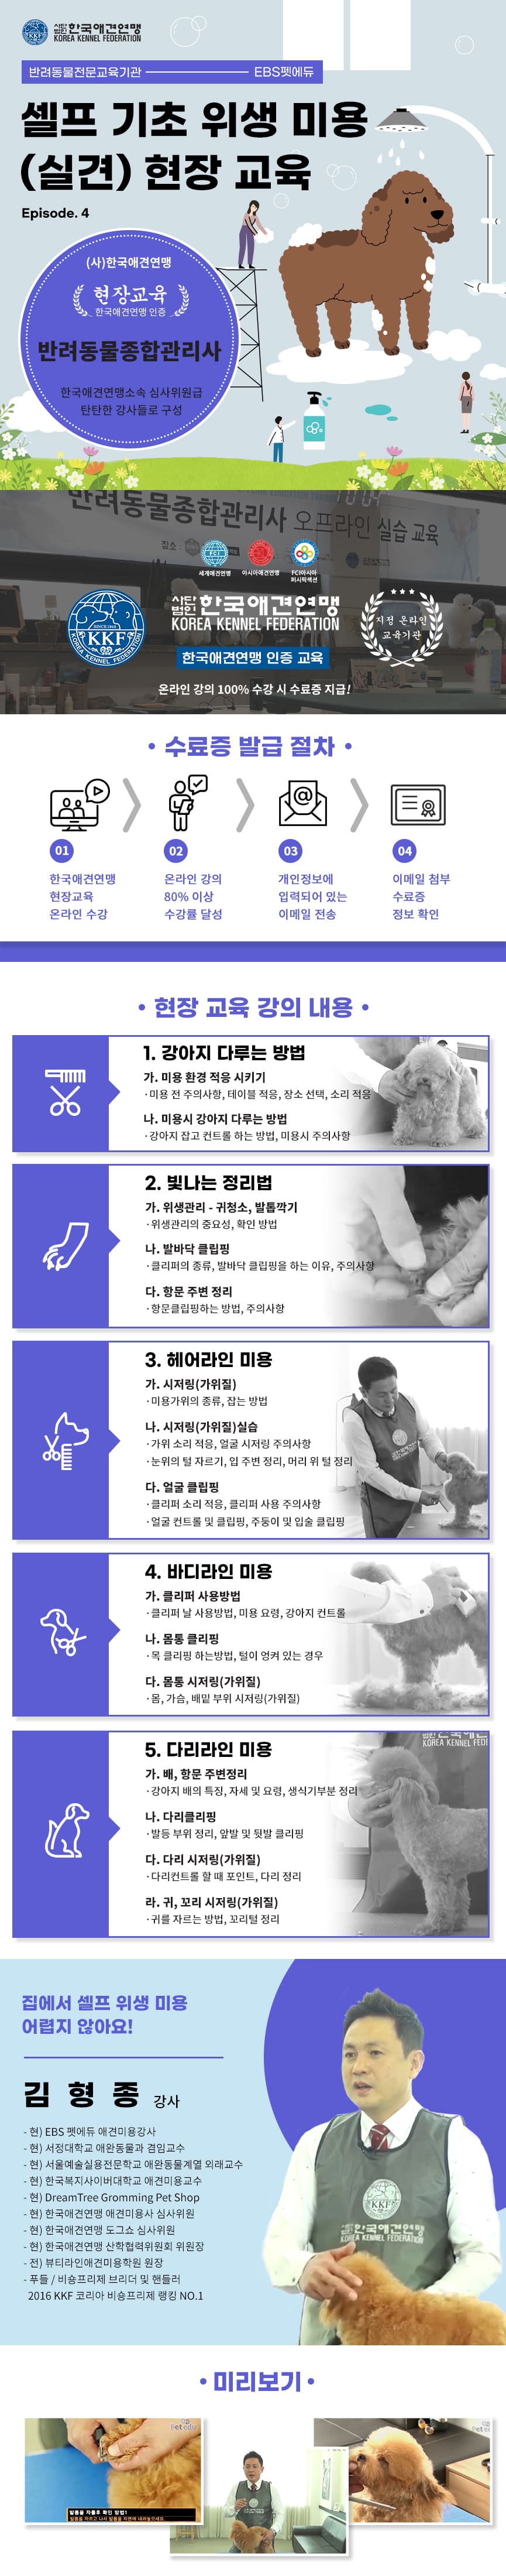 사단법인 한국애견연맹
KOREA KENNEL FEDERATION
반려동물전문교육기관 EBS펫에듀
셀프 기초 위생 미용
(실견) 현장 교육
Episode. 4
(사)한국애견연맹
현장교육
한국애견연맹 인증
반려동물종합관리사
한국애견연맹소속 심사위원급
탄탄한 강사들로 구성
반려동물종합관리사 오프라인 실습 교육
장소 :
FCI
세계애견연맹
아시아애견연맹
FCI아시아
퍼시픽섹션
KKF
KOREA KENNEL FEDERATION
사단법인 한국애견연맹
KOREA KENNEL FEDERATION
한국애견연맹 인증 교육
지정 온라인
교육기관
온라인 강의 100% 수강 시 수료증 지급!
• 수료증 발급 절차 •
01
한국애견연맹
현장교육
온라인 수강
02
온라인 강의
80% 이상
수강률 달성
03
개인정보에
입력되어 있는
이메일 전송
04
이메일 첨부
수료증
정보 확인
• 현장 교육 강의 내용 •
1. 강아지 다루는 방법
가. 미용 환경 적응 시키기
·미용 전 주의사항, 테이블 적응, 장소 선택, 소리 적응
나. 미용시 강아지 다루는 방법
·강아지 잡고 컨트롤 하는 방법, 미용시 주의사항
2. 빛나는 정리법
가. 위생관리 - 귀청소, 발톱깍기
·위생관리의 중요성, 확인 방법
나. 발바닥 클립핑
·클리퍼의 종류, 발바닥 클립핑을 하는 이유, 주의사항
다. 항문 주변 정리
·항문클립핑하는 방법, 주의사항
3. 헤어라인 미용
가. 시저링(가위질)
·미용가위의 종류, 잡는 방법
나. 시저링(가위질)실습
·가위 소리 적응, 얼굴 시저링 주의사항
·눈위의 털 자르기, 입 주변 정리, 머리 위 털 정리
다. 얼굴 클립핑
·클리퍼 소리 적응, 클리퍼 사용 주의사항
·얼굴 컨트롤 및 클립핑, 주둥이 및 입술 클립핑
4. 바디라인 미용
가. 클리퍼 사용방법
·클리퍼 날 사용방법, 미용 요령, 강아지 컨트롤
나. 몸통 클리핑
·목 클리핑 하는방법, 털이 엉켜 있는 경우
다. 몸통 시저링(가위질)
·몸, 가슴, 배밑 부위 시저링(가위질)
5. 다리라인 미용
KOREA KENNEL FEDE
가. 배, 항문 주변정리
·강아지 배의 특징, 자세 및 요령, 생식기부분 정리
나. 다리클리핑
·발등 부위 정리, 앞발 및 뒷발 클리핑
다. 다리 시저링(가위질)
·다리컨트롤 할 때 포인트, 다리 정리
라. 귀, 꼬리 시저링(가위질)
·귀를 자르는 방법, 꼬리털 정리
집에서 셀프 위생 미용
어렵지 않아요!
김 형 종 강사
- 현) EBS 펫에듀 애견미용강사
- 현) 서정대학교 애완동물과 겸임교수
- 현) 서울예술실용전문학교 애완동물계열 외래교수
- 현) 한국복지사이버대학교 애견미용교수
- 현) DreamTree Gromming Pet Shop
- 현) 한국애견연맹 애견미용사 심사위원
- 현) 한국애견연맹 도그쇼 심사위원
- 현) 한국애견연맹 산학협력위원회 위원장
- 전) 뷰티라인애견미용학원 원장
- 푸들 / 비숑프리제 브리더 및 핸들러
2016 KKF 코리아 비숑프리제 랭킹 NO.1
KKF
한국애견연맹
KOREA KENNEL FEDERATION
• 미리보기 •
Petedu
발톱을 자를후 확인 방법1
발톱을 자르고 나서 발톱을 지면에 내려놓으세요.
Petedu